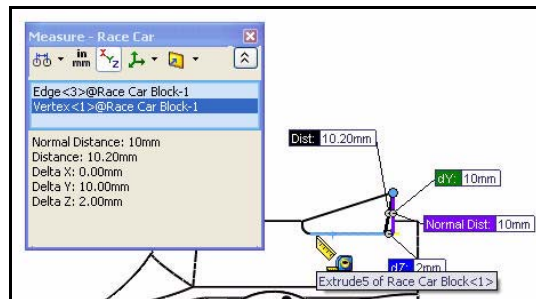 Measure - Race Car
in
mm
XYZ
Edge<3>@Race Car Block-1
Vertex<1>@Race Car Block-1
Normal Distance: 10mm
Distance: 10.20mm
Delta X: 0.00mm
Delta Y: 10.00mm
Delta Z: 2.00mm
Dist: 10.20mm
dY: 10mm
Normal Dist: 10mm
dZ: 2mm
Extrude5 of Race Car Block<1>